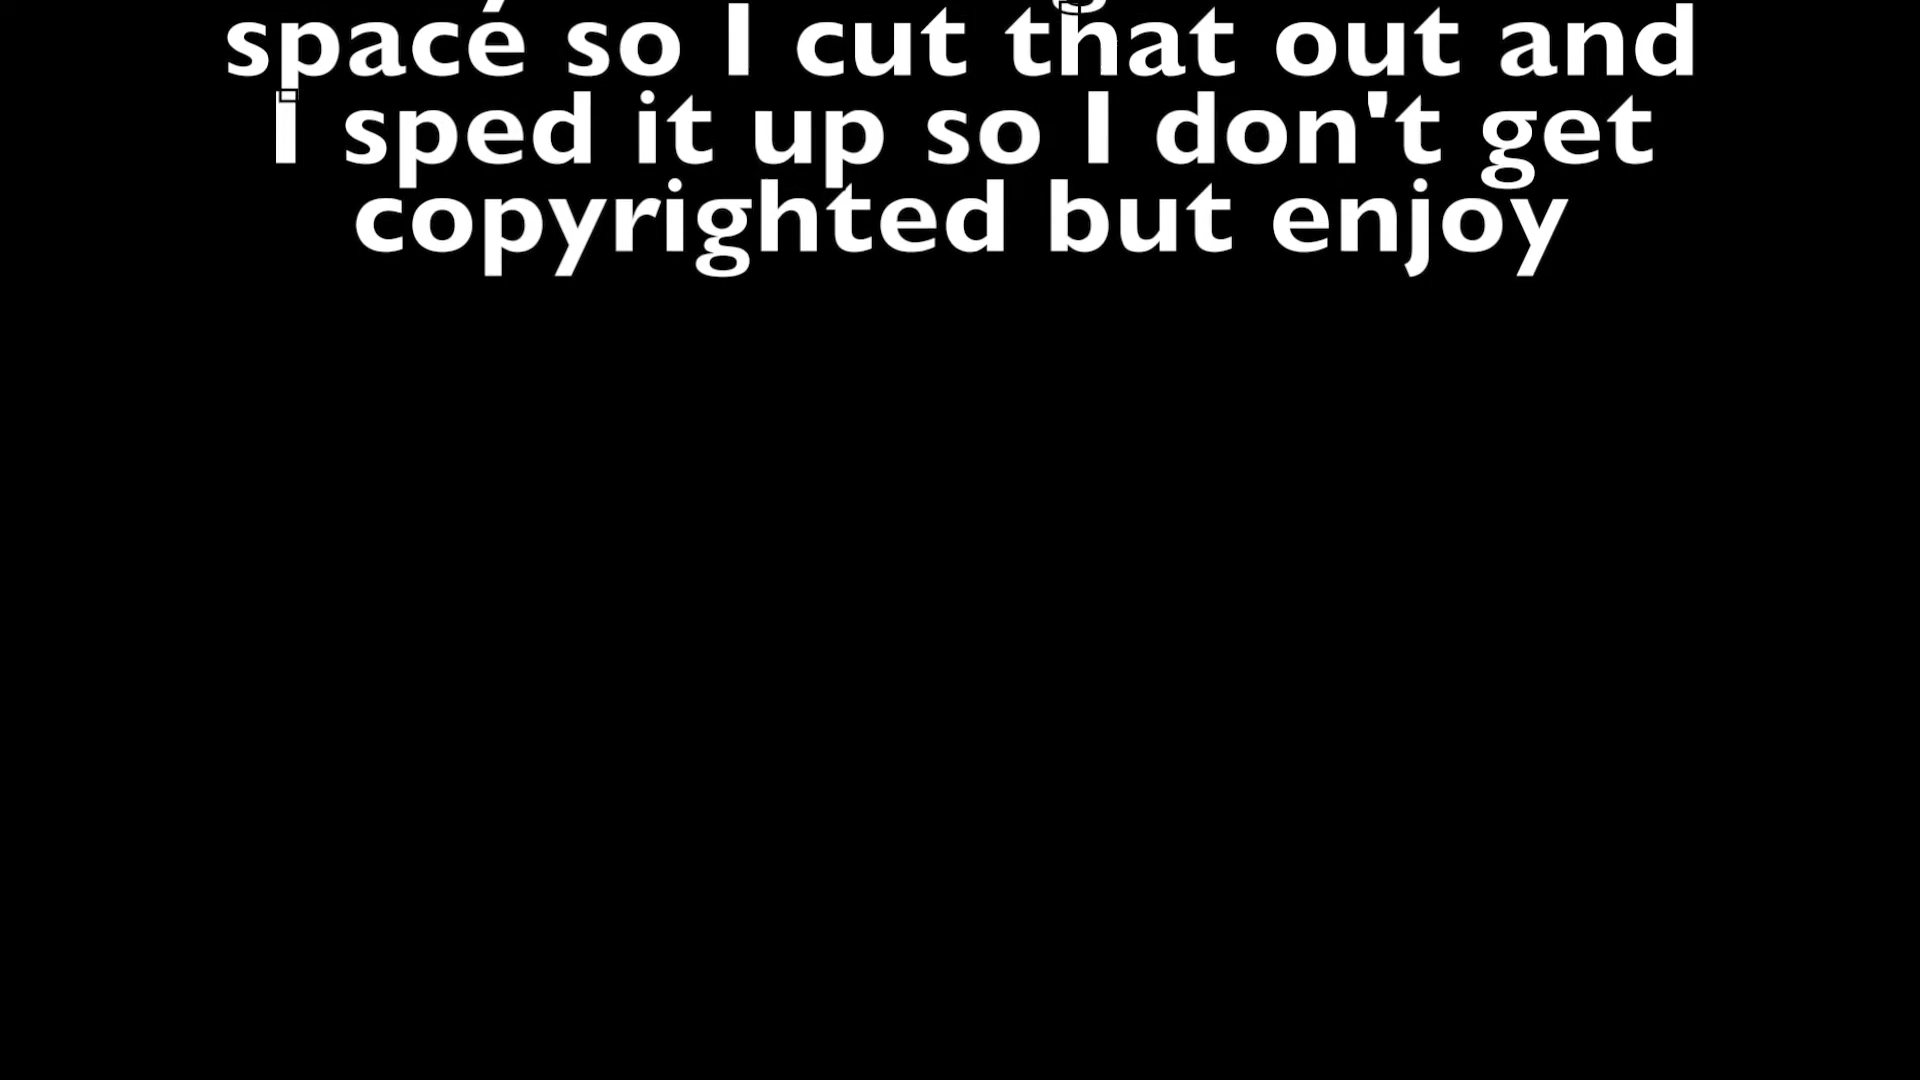 space so I cut that out and
I sped it up so I don't get
copyrighted but enjoy